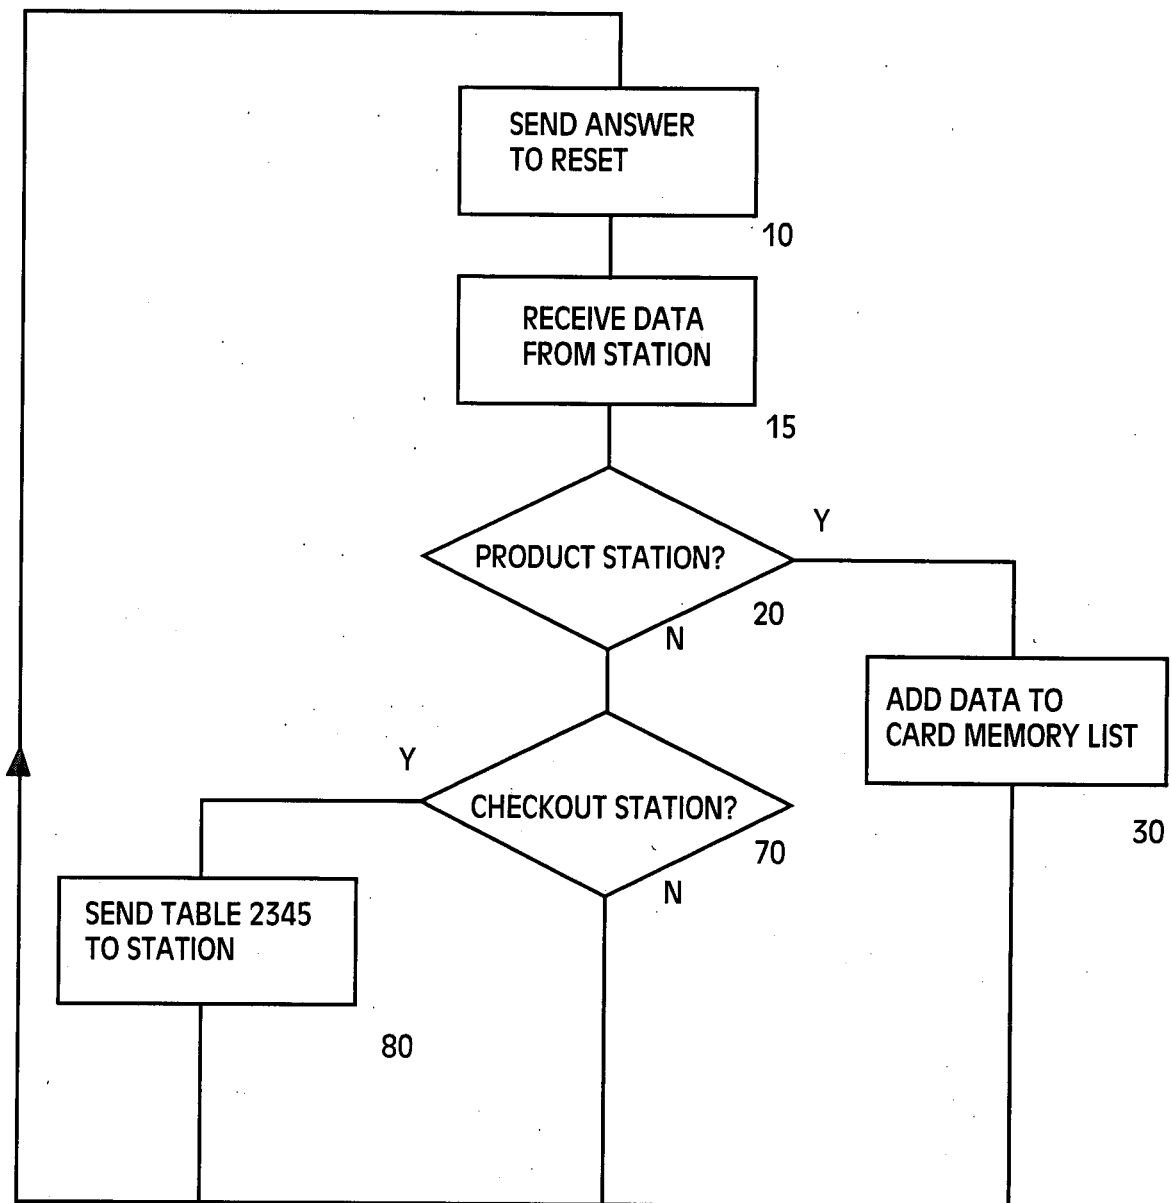 SEND ANSWER
TO RESET
10
RECEIVE DATA
FROM STATION
15
PRODUCT STATION?
Y
20
N
ADD DATA TO
CARD MEMORY LIST
30
Y
CHECKOUT STATION?
70
N
SEND TABLE 2345
TO STATION
80